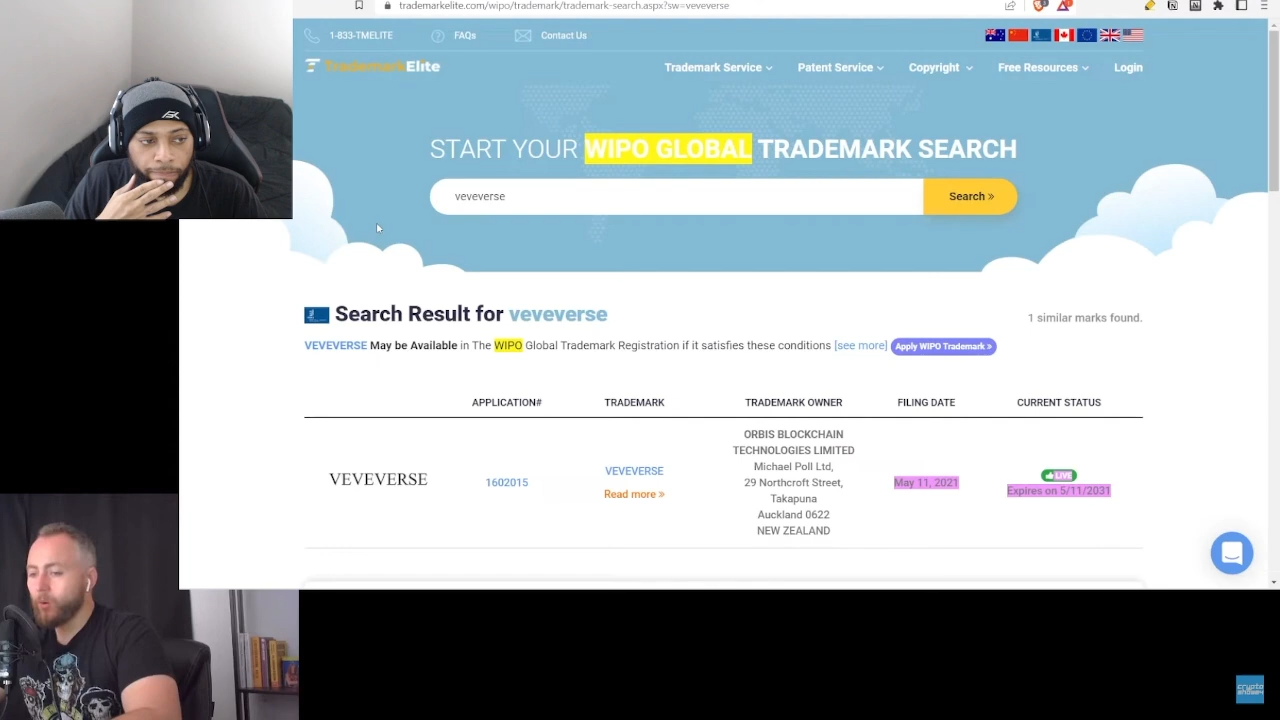 trademarkelite.com/wipo/trademark/trademark-search.aspx?sw=veveverse
1-833-TMELITE FAQs Contact Us
TrademarkElite Trademark Service Patent Service Copyright Free Resources Login
START YOUR WIPO GLOBAL TRADEMARK SEARCH
veveverse Search »
Search Result for veveverse
1 similar marks found.
VEVEVERSE May be Available in The WIPO Global Trademark Registration if it satisfies these conditions [see more] Apply WIPO Trademark »
APPLICATION# TRADEMARK TRADEMARK OWNER FILING DATE CURRENT STATUS
VEVEVERSE
1602015
VEVEVERSE
Read more »
ORBIS BLOCKCHAIN
TECHNOLOGIES LIMITED
Michael Poll Ltd,
29 Northcroft Street,
Takapuna
Auckland 0622
NEW ZEALAND
May 11, 2021
LIVE
Expires on 5/11/2031